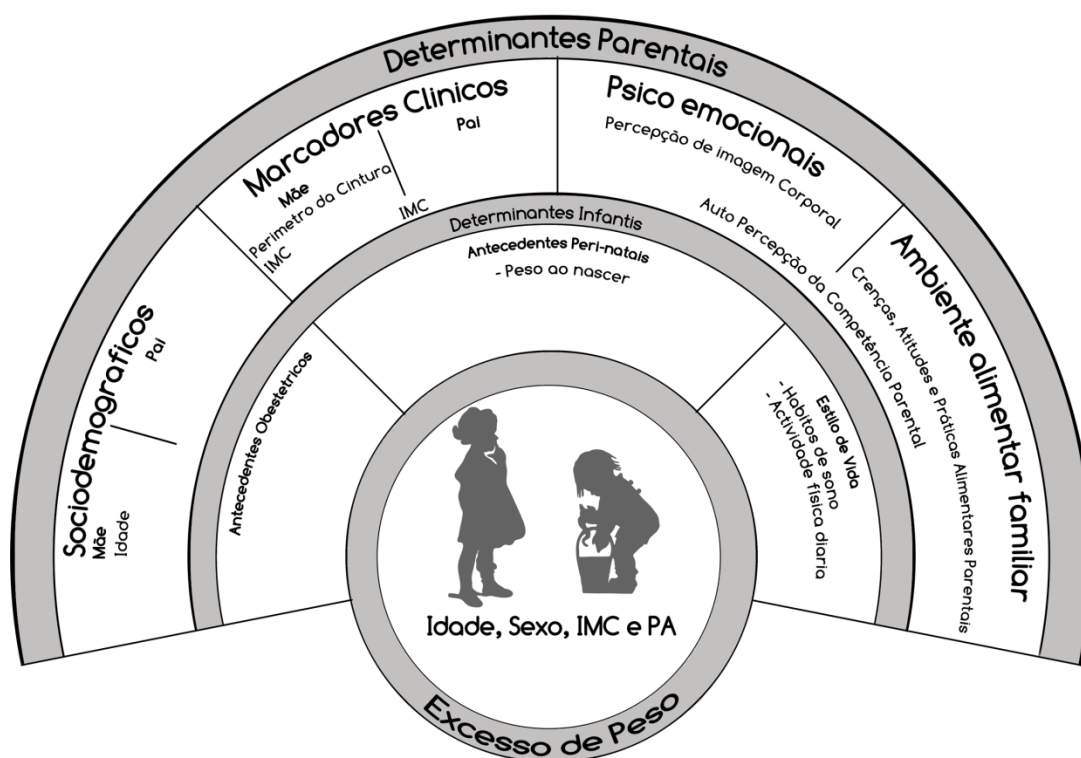 Determinantes Parentais
Sociodemograficos
Mãe
Idade
Pai
Marcadores Clinicos
Mãe
Perimetro da Cintura
IMC
Pai
IMC
Psico emocionais
Percepção de imagem Corporal
Auto Percepção da Competência Parental
Ambiente alimentar familiar
Crenças, Atitudes e Práticas Alimentares Parentais
Determinantes Infantis
Antecedentes Obestetricos
Antecedentes Peri-natais
- Peso ao nascer
Estilo de Vida
- Habitos de sono
- Actividade física diaria
Idade, Sexo, IMC e PA
Excesso de Peso